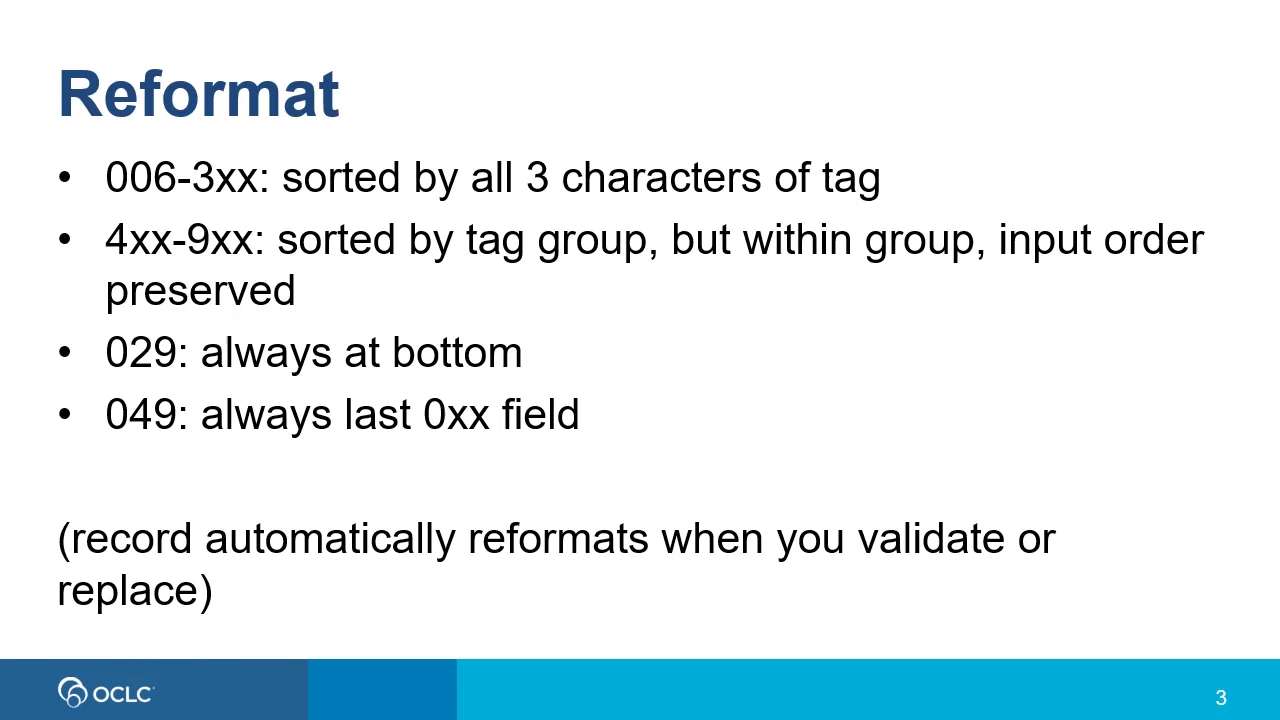 Reformat
• 006-3xx: sorted by all 3 characters of tag
• 4xx-9xx: sorted by tag group, but within group, input order
preserved
• 029: always at bottom
• 049: always last 0xx field
(record automatically reformats when you validate or
replace)
OCLC
3